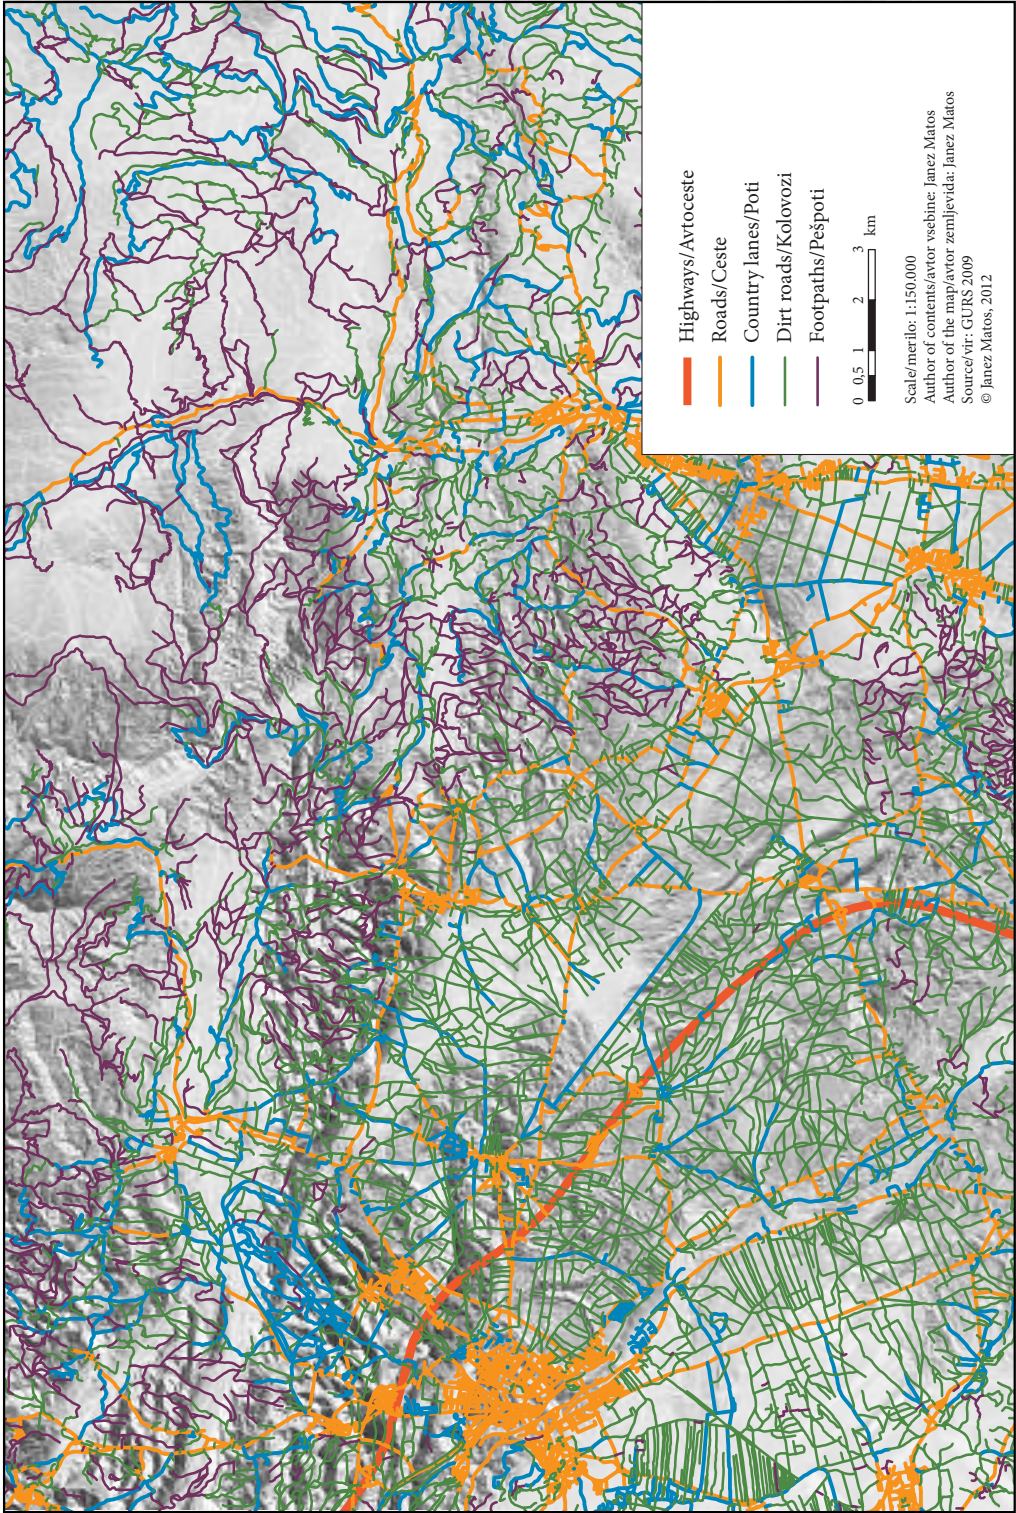 Highways/Avtoceste
Roads/Ceste
Country lanes/Poti
Dirt roads/Kolovozi
Footpaths/Pešpoti
0 0,5 1 2 3
km
Scale/merilo: 1:150.000
Author of contents/avtor vsebine: Janez Matos
Author of the map/avtor zemljevida: Janez Matos
Source/vir: GURS 2009
© Janez Matos, 2012